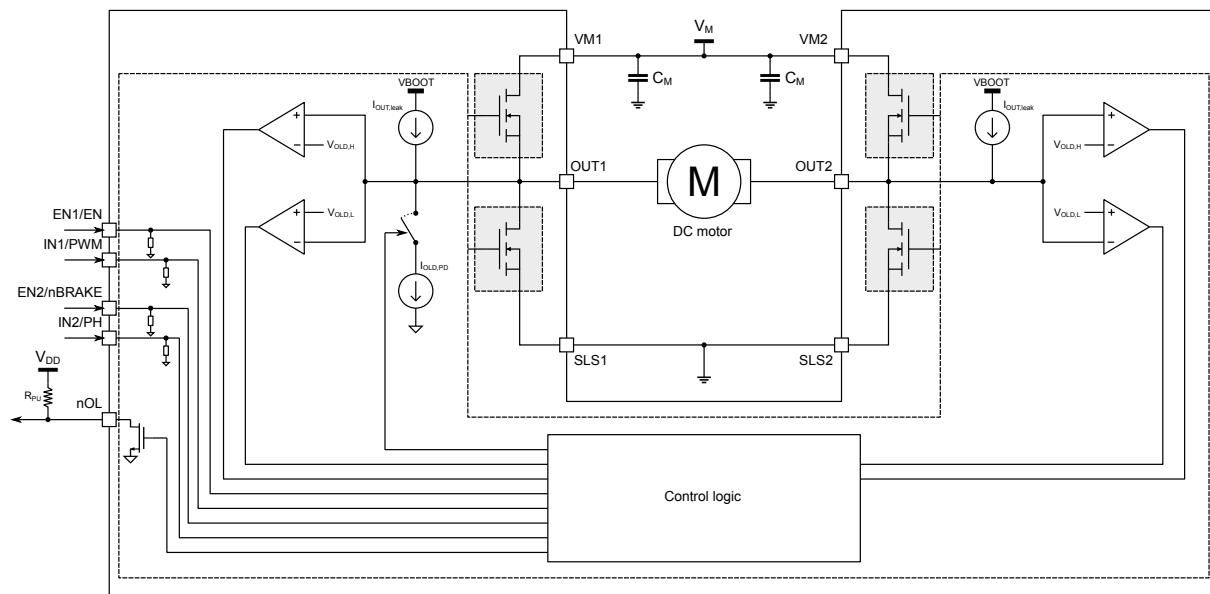 VM1
VM
VM2
CM
CM
VBOOT
IOUT,leak
VBOOT
IOUT,leak
+
−
VOLD,H
+
−
VOLD,H
OUT1
M
OUT2
DC motor
+
−
VOLD,L
+
−
VOLD,L
EN1/EN
IN1/PWM
IOLD,PD
EN2/nBRAKE
IN2/PH
SLS1
SLS2
VDD
RPU
nOL
Control logic